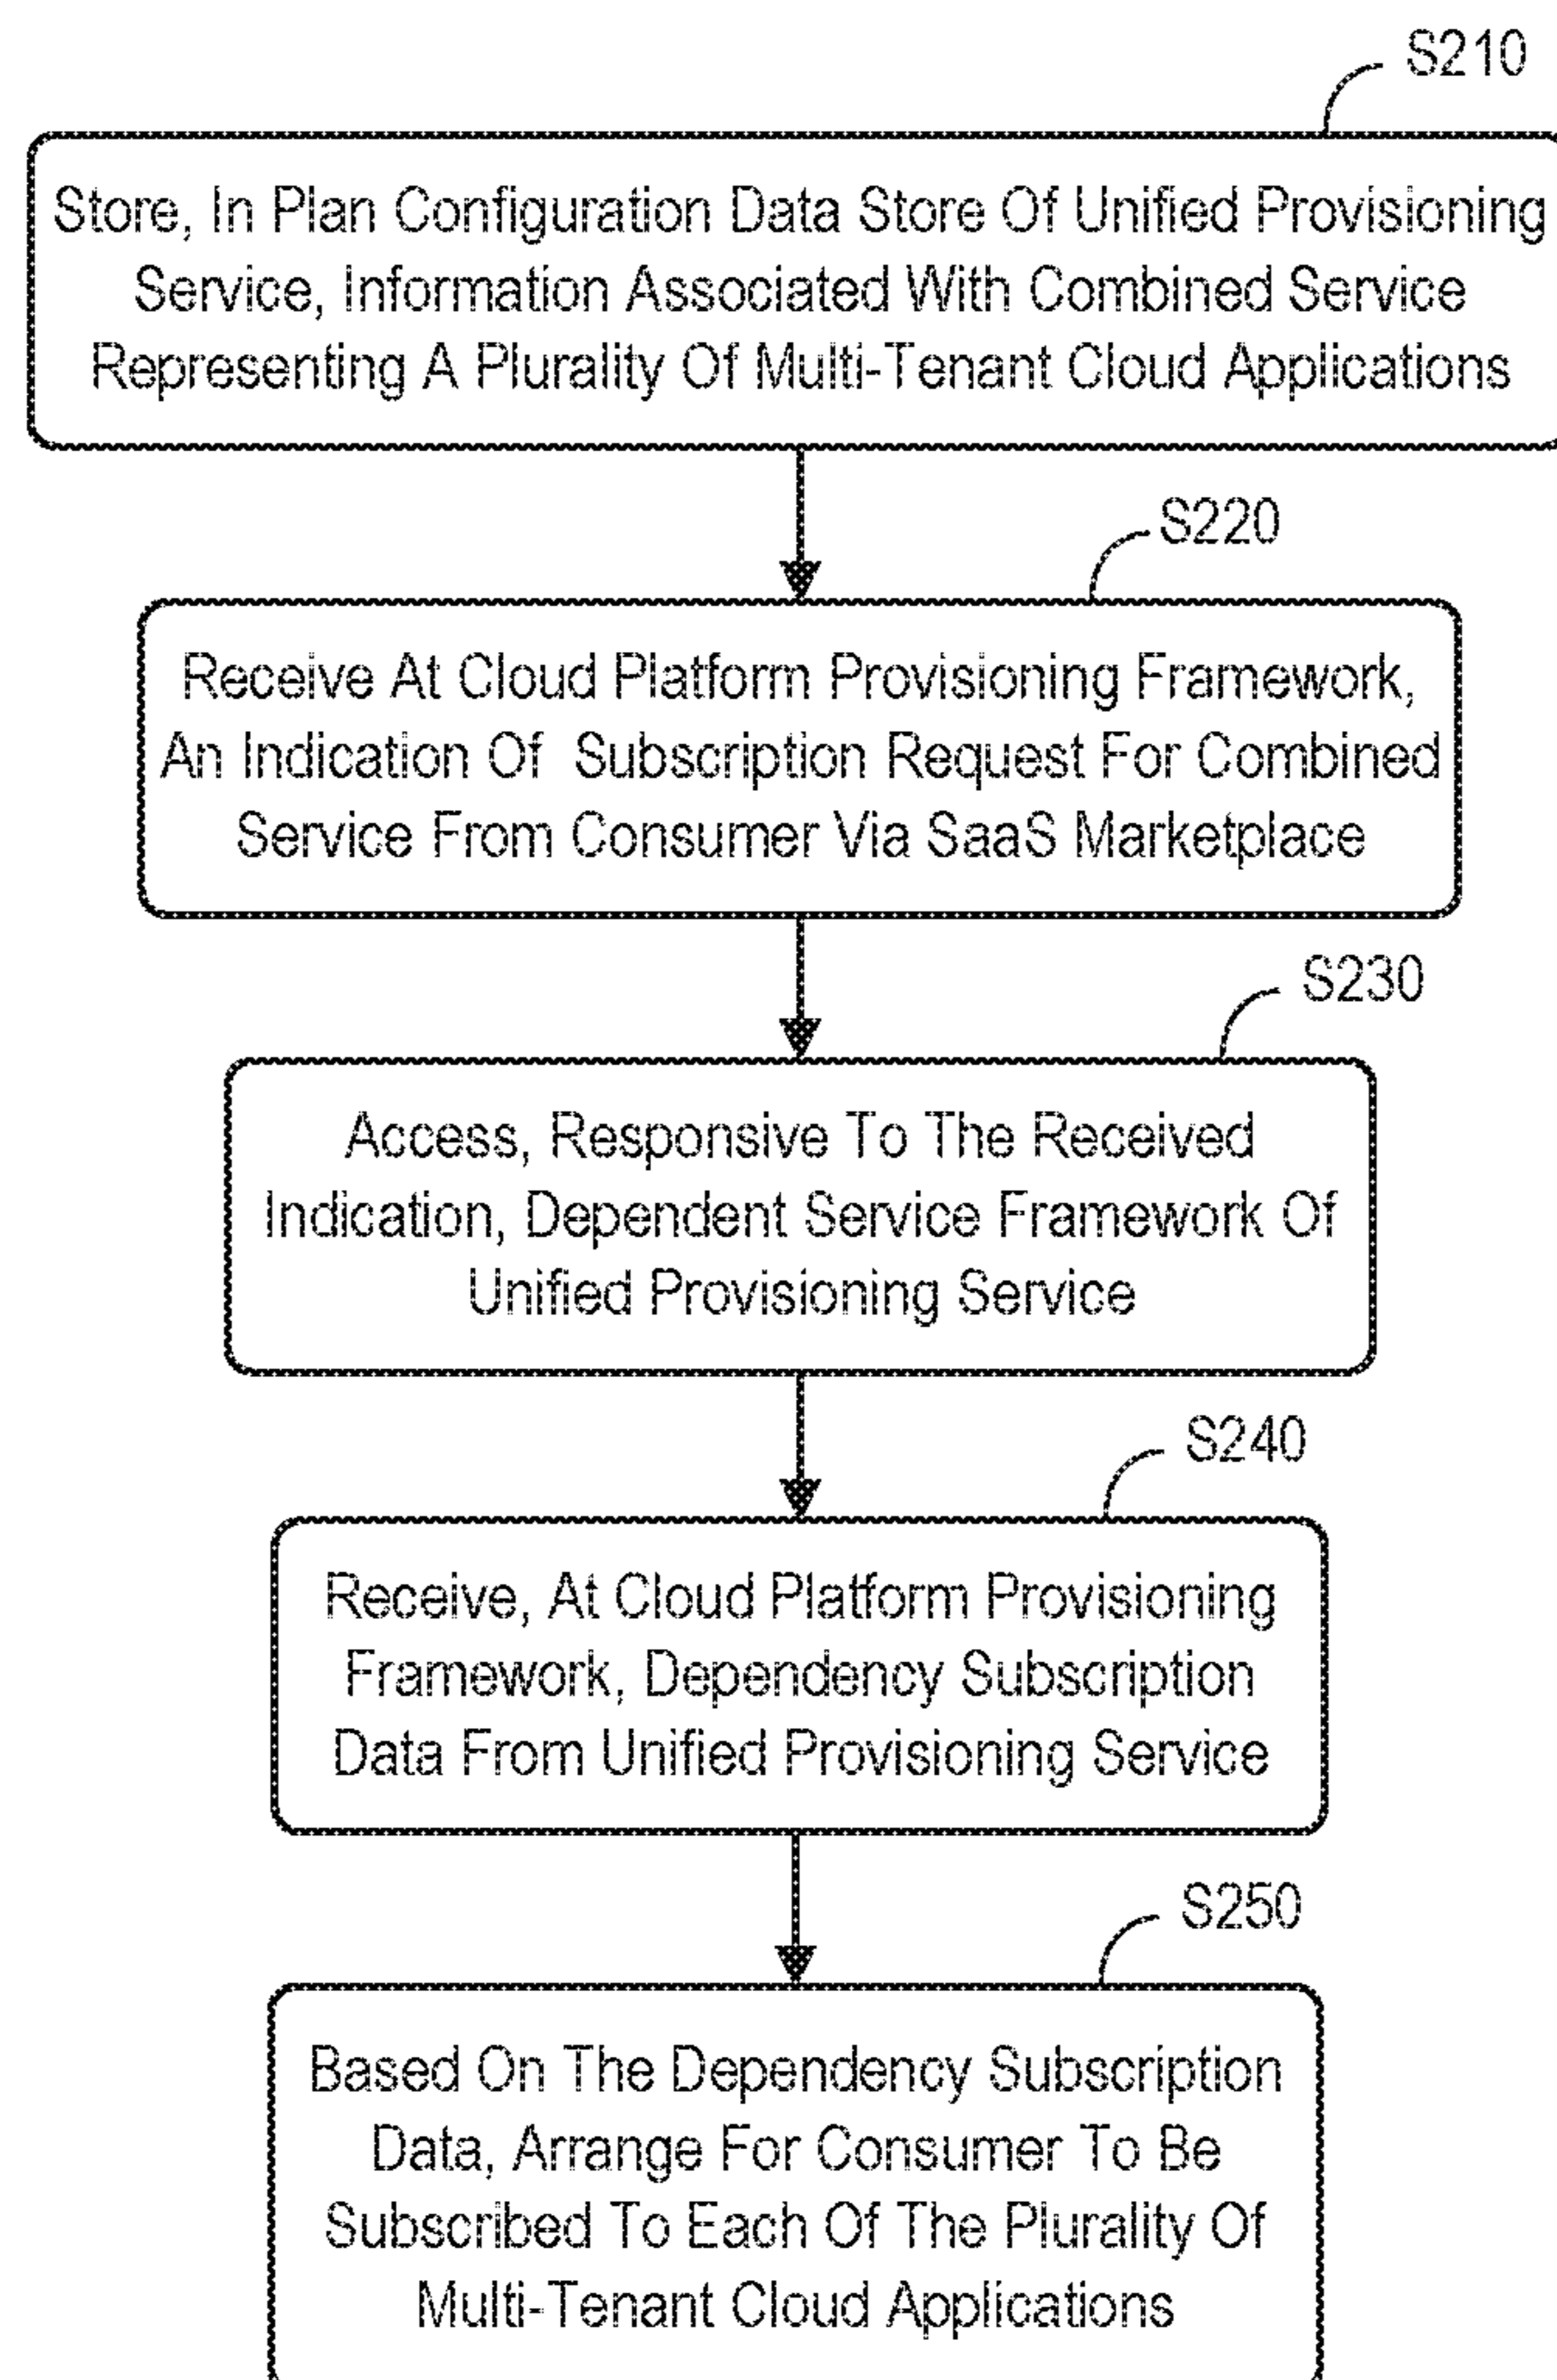 S210
Store, In Plan Configuration Data Store Of Unified Provisioning
Service, Information Associated With Combined Service
Representing A Plurality Of Multi-Tenant Cloud Applications
S220
Receive At Cloud Platform Provisioning Framework,
An Indication Of Subscription Request For Combined
Service From Consumer Via SaaS Marketplace
S230
Access, Responsive To The Received
Indication, Dependent Service Framework Of
Unified Provisioning Service
S240
Receive, At Cloud Platform Provisioning
Framework, Dependency Subscription
Data From Unified Provisioning Service
S250
Based On The Dependency Subscription
Data, Arrange For Consumer To Be
Subscribed To Each Of The Plurality Of
Multi-Tenant Cloud Applications